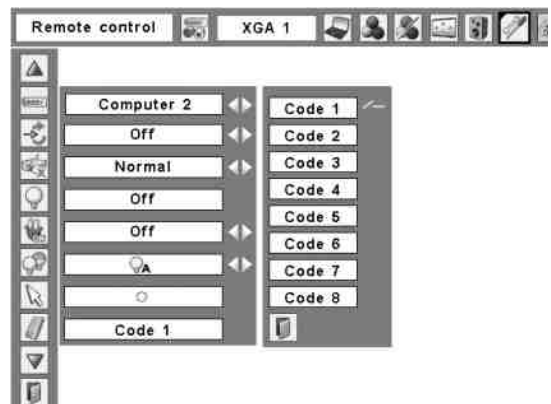 Remote control
XGA 1
Computer 2
Off
Normal
Off
Off
A
Code 1
Code 1
Code 2
Code 3
Code 4
Code 5
Code 6
Code 7
Code 8